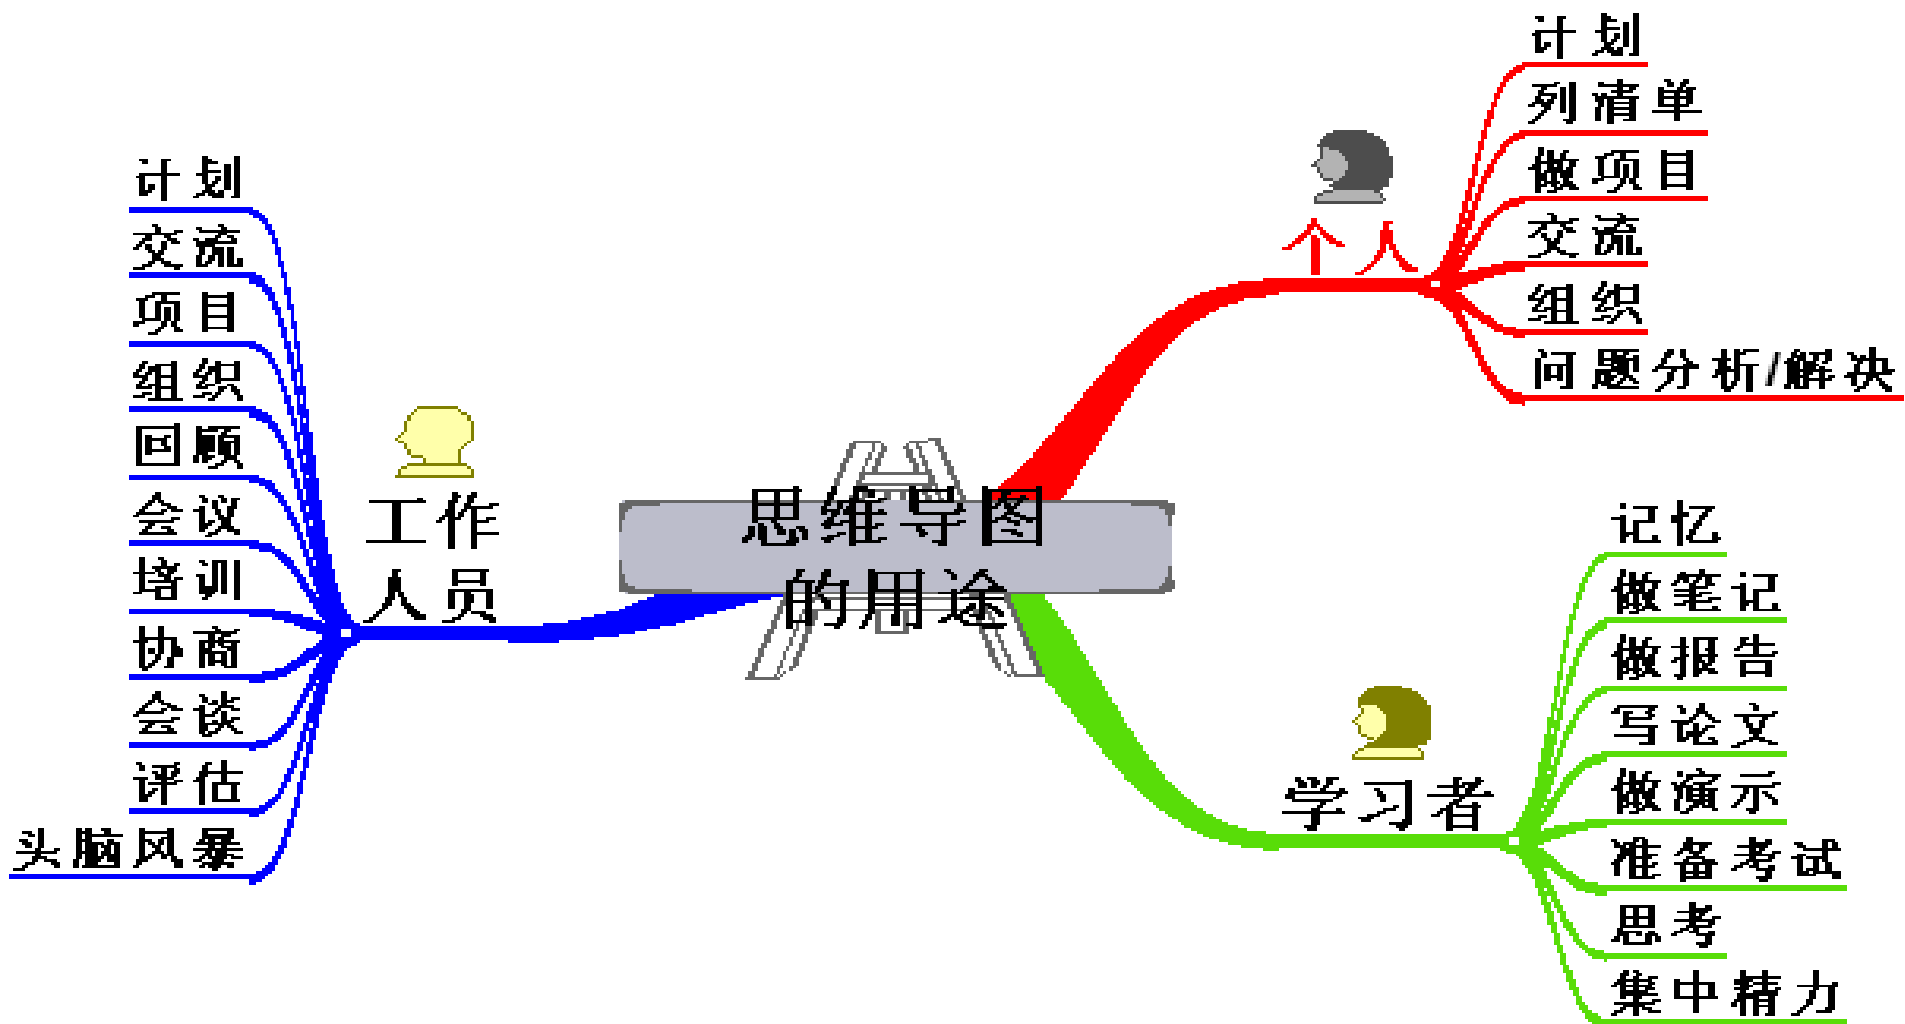 思维导图
的用途
个人
计划
列清单
做项目
交流
组织
问题分析/解决
学习者
记忆
做笔记
做报告
写论文
做演示
准备考试
思考
集中精力
工作
人员
计划
交流
项目
组织
回顾
会议
培训
协商
会谈
评估
头脑风暴